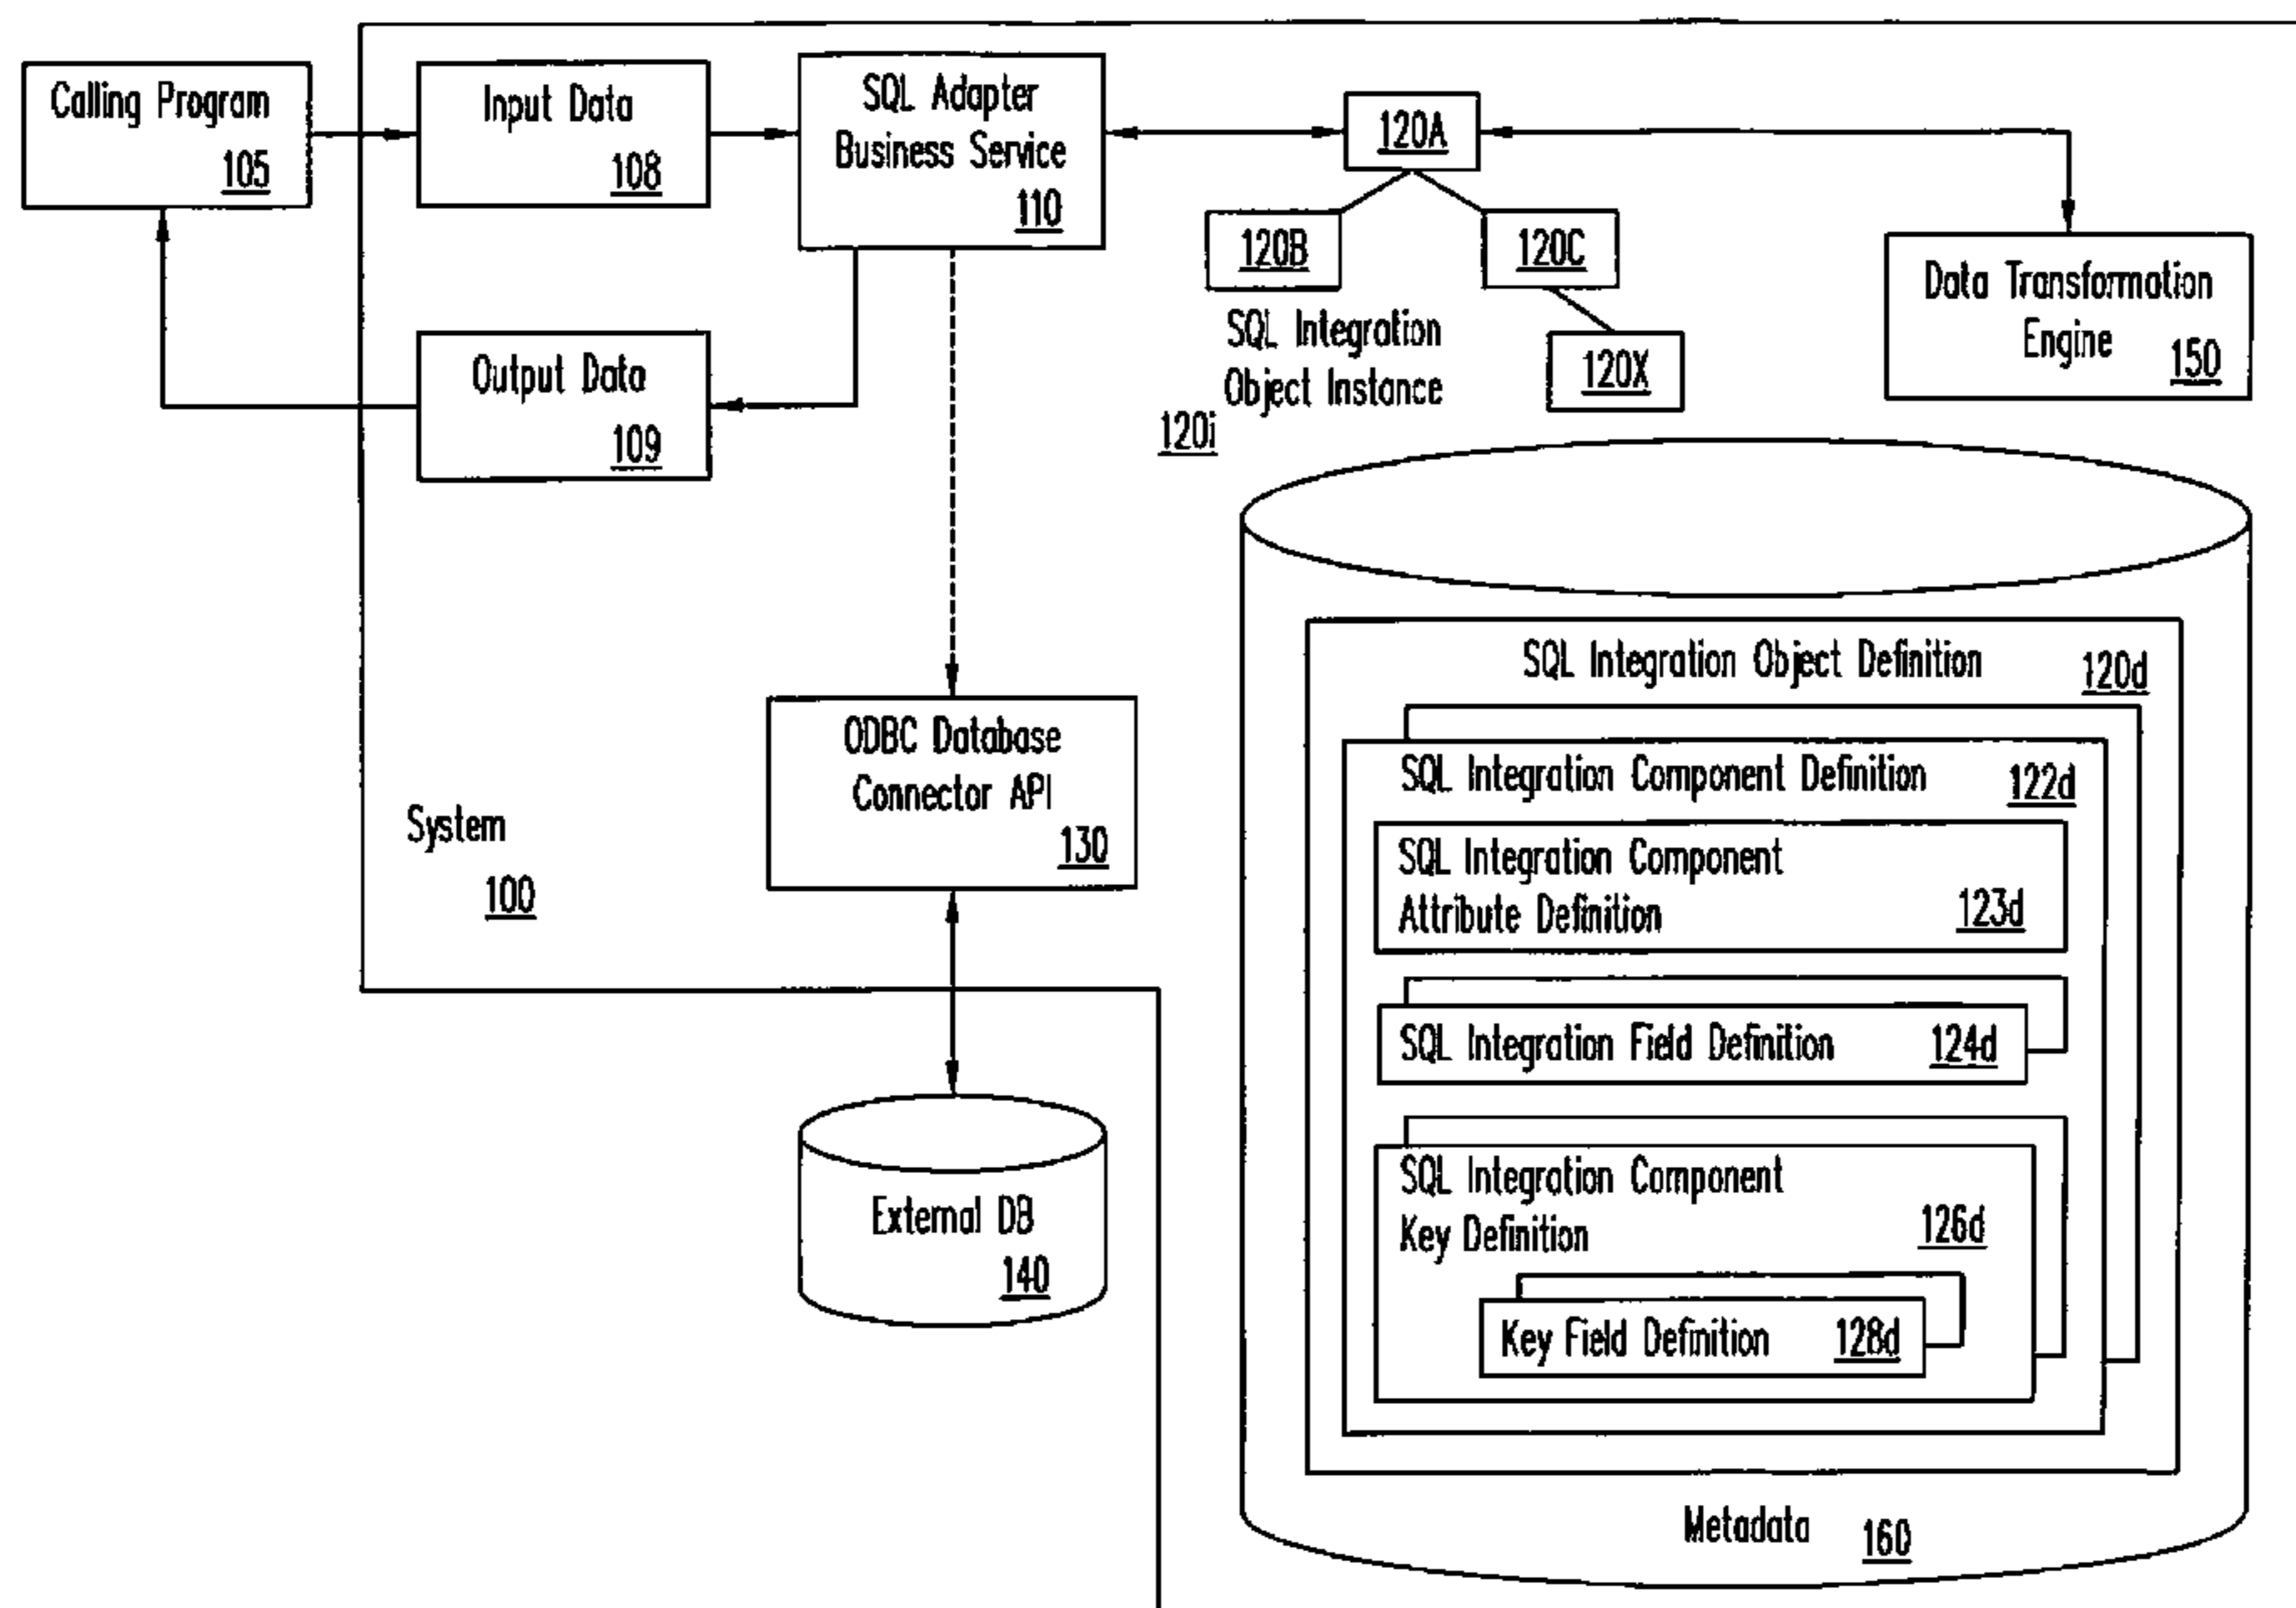 Calling Program
105
Input Data
108
SQL Adapter
Business Service
110
120A
120B
120C
120X
SQL Integration
Object Instance
120i
Data Transformation
Engine
150
Output Data
109
ODBC Database
Connector API
130
System
100
External DB
140
SQL Integration Object Definition
120d
SQL Integration Component Definition
122d
SQL Integration Component
Attribute Definition
123d
SQL Integration Field Definition
124d
SQL Integration Component
Key Definition
126d
Key Field Definition
128d
Metadata
160